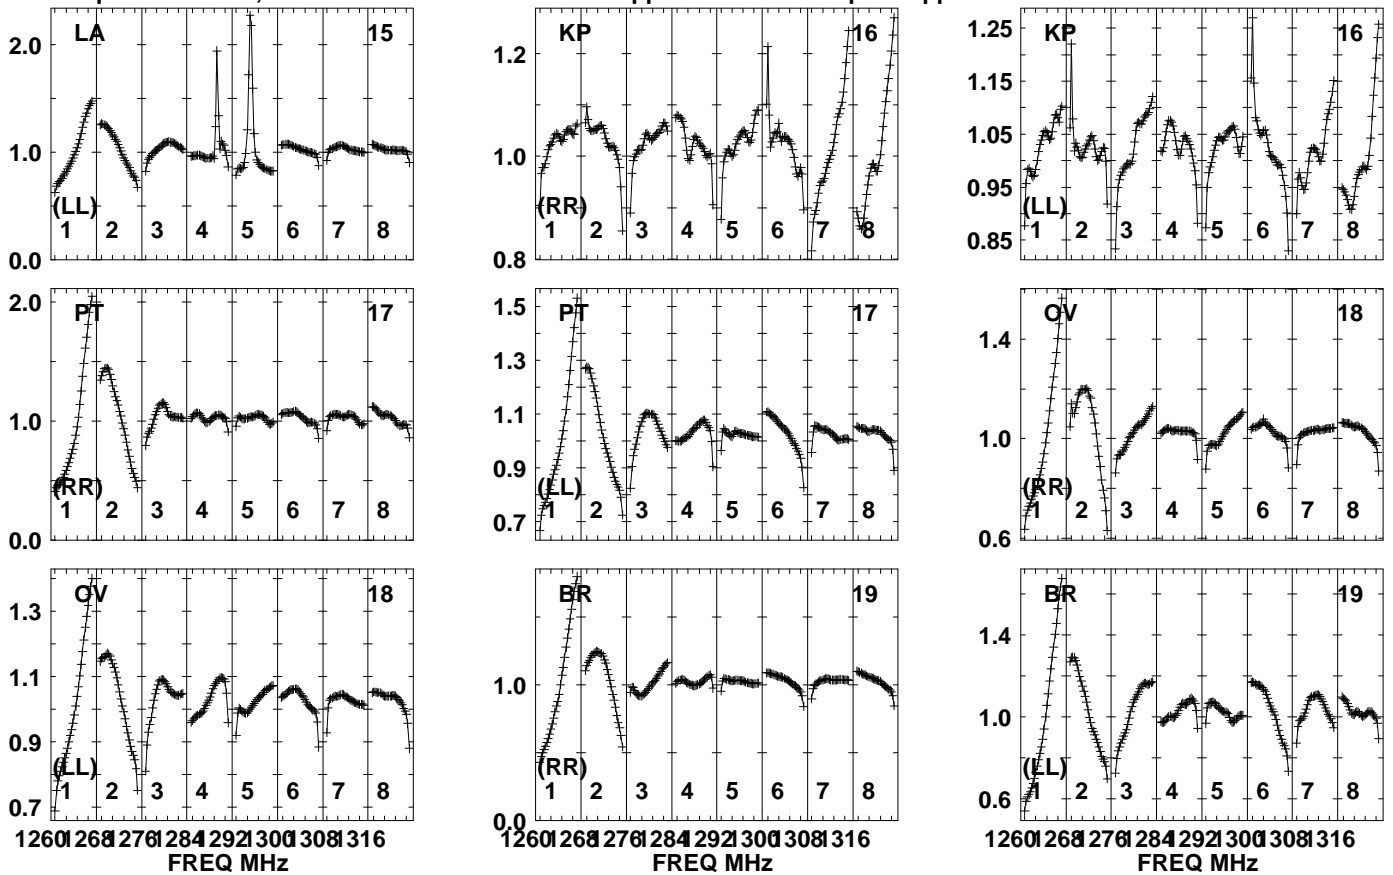 LA 15
2.0
1.0
0.0
(LL)
1 2 3 4 5 6 7 8
KP 16
1.2
1.0
0.8
(RR)
1 2 3 4 5 6 7 8
KP 16
1.25
1.15
1.05
0.95
0.85
(LL)
1 2 3 4 5 6 7 8
PT 17
2.0
1.0
0.0
(RR)
1 2 3 4 5 6 7 8
PT 17
1.5
1.3
1.1
0.9
0.7
(LL)
1 2 3 4 5 6 7 8
OV 18
1.4
1.0
0.6
(RR)
1 2 3 4 5 6 7 8
OV 18
1.3
1.1
0.9
0.7
(LL)
1 2 3 4 5 6 7 8
1260 1268 1276 1284 1292 1300 1308 1316
FREQ MHz
BR 19
1.0
0.0
(RR)
1 2 3 4 5 6 7 8
1260 1268 1276 1284 1292 1300 1308 1316
FREQ MHz
BR 19
1.4
1.0
0.6
(LL)
1 2 3 4 5 6 7 8
1260 1268 1276 1284 1292 1300 1308 1316
FREQ MHz